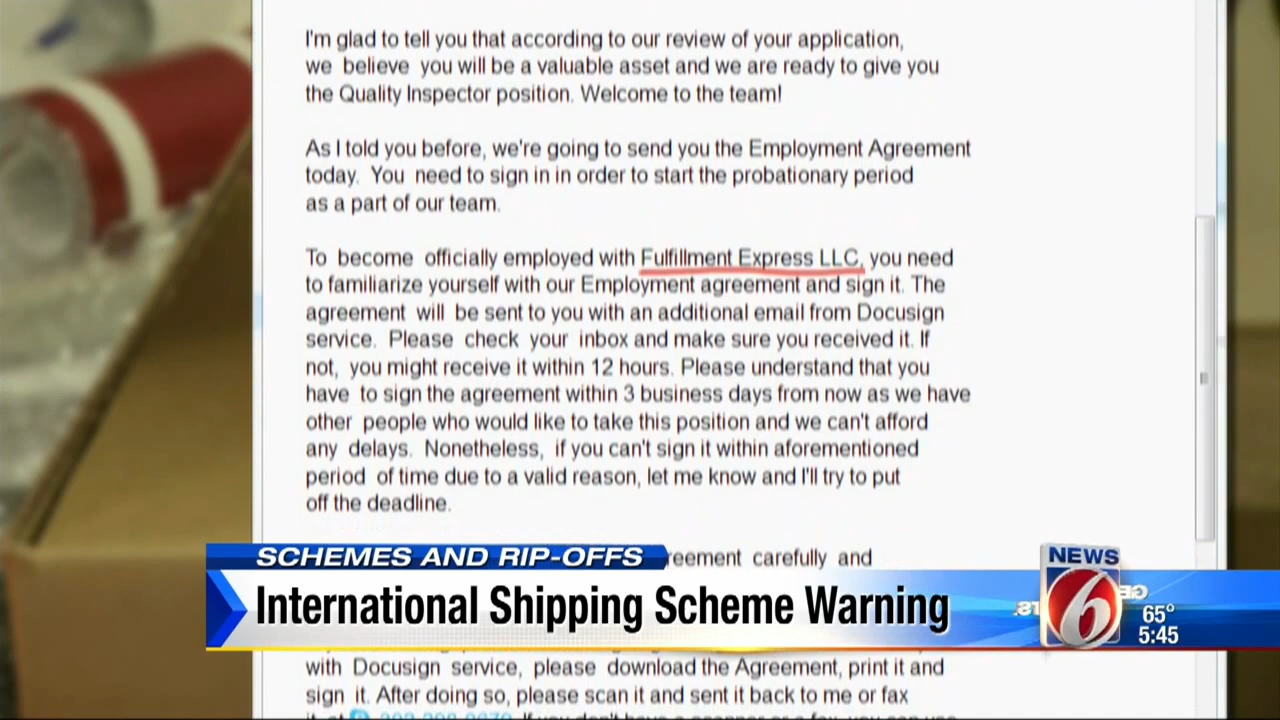 I'm glad to tell you that according to our review of your application,
we believe you will be a valuable asset and we are ready to give you
the Quality Inspector position. Welcome to the team!
As I told you before, we're going to send you the Employment Agreement
today. You need to sign in in order to start the probationary period
as a part of our team.
To become officially employed with Fulfillment Express LLC, you need
to familiarize yourself with our Employment agreement and sign it. The
agreement will be sent to you with an additional email from Docusign
service. Please check your inbox and make sure you received it. If
not, you might receive it within 12 hours. Please understand that you
have to sign the agreement within 3 business days from now as we have
other people who would like to take this position and we can't afford
any delays. Nonetheless, if you can't sign it within aforementioned
period of time due to a valid reason, let me know and I'll try to put
off the deadline.
carefully and
SCHEMES AND RIP-OFFS
International Shipping Scheme Warning
NEWS
6
65°
5:45
with Docusign service, please download the Agreement, print it and
sign it. After doing so, please scan it and sent it back to me or fax